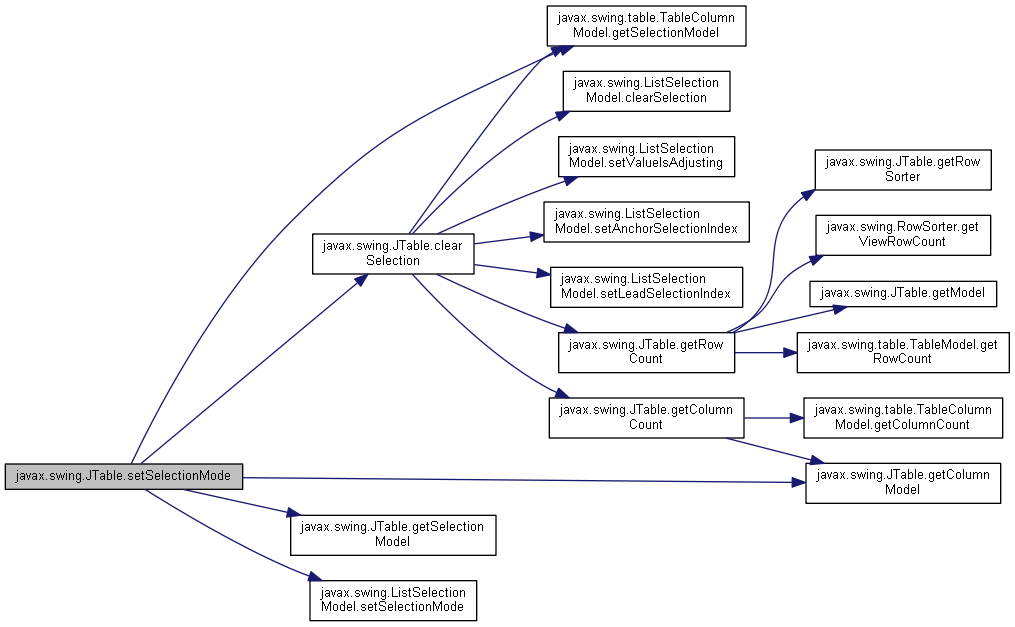 javax.swing.table.TableColumn
Model.getSelectionModel
javax.swing.ListSelection
Model.clearSelection
javax.swing.ListSelection
Model.setValueIsAdjusting
javax.swing.JTable.getRow
Sorter
javax.swing.ListSelection
Model.setAnchorSelectionIndex
javax.swing.RowSorter.get
ViewRowCount
javax.swing.JTable.clear
Selection
javax.swing.ListSelection
Model.setLeadSelectionIndex
javax.swing.JTable.getModel
javax.swing.JTable.getRow
Count
javax.swing.table.TableModel.get
RowCount
javax.swing.JTable.getColumn
Count
javax.swing.table.TableColumn
Model.getColumnCount
javax.swing.JTable.setSelectionMode
javax.swing.JTable.getColumn
Model
javax.swing.JTable.getSelection
Model
javax.swing.ListSelection
Model.setSelectionMode